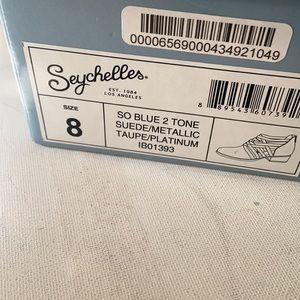 00006569000434921049
Seychelles®
EST. 1984
LOS ANGELES
SIZE
8
SO BLUE 2 TONE
SUEDE/METALLIC
TAUPE/PLATINUM
IB01393